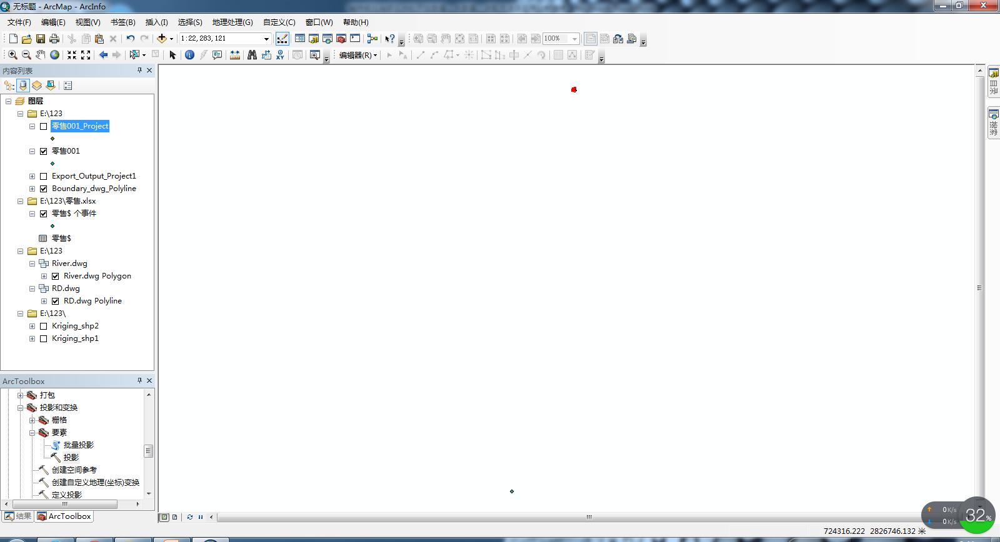 无标题 - ArcMap - ArcInfo
文件(F) 编辑(E) 视图(V) 书签(B) 插入(I) 选择(S) 地理处理(G) 自定义(C) 窗口(W) 帮助(H)
1:22,283,121
100%
编辑器(R)
内容列表
图层
E:\123
零售001_Project
零售001
Export_Output_Project1
Boundary_dwg_Polyline
E:\123\零售.xlsx
零售$ 个事件
零售$
E:\123
River.dwg
River.dwg Polygon
RD.dwg
RD.dwg Polyline
E:\123\
Kriging_shp2
Kriging_shp1
目录
搜索
ArcToolbox
打包
投影和变换
栅格
要素
批量投影
投影
创建空间参考
创建自定义地理(坐标)变换
定义投影
结果 ArcToolbox
0K/s
0K/s
32%
724316.222 2826746.132 米